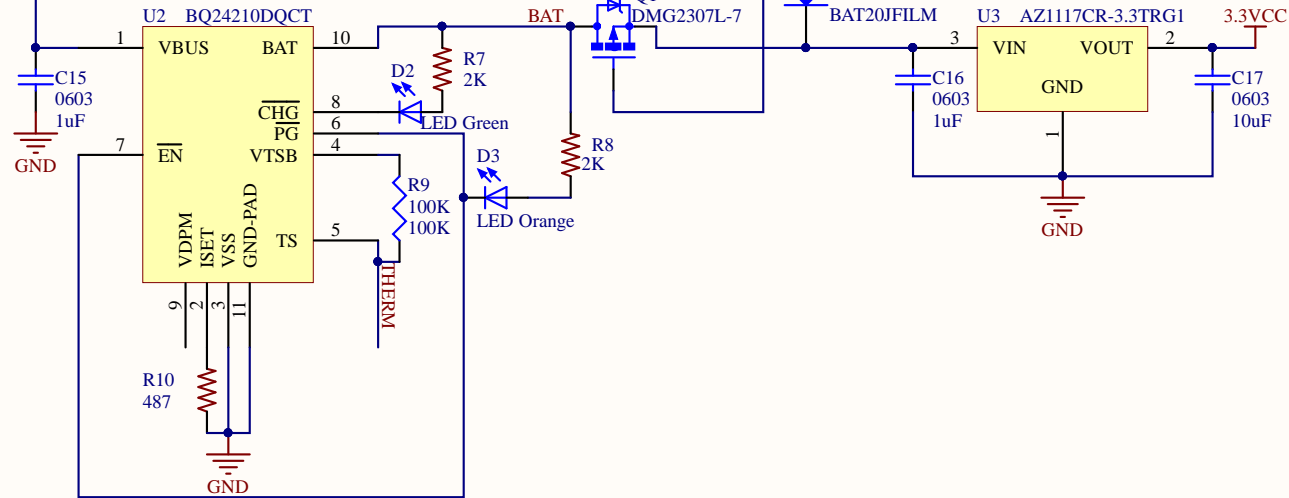 U2 BQ24210DQCT
1 VBUS BAT 10
C15
0603
1uF
GND
7 EN
CHG 8
PG 6
VTSB 4
TS 5
VDPM
ISET
VSS
GND-PAD
9
2
3
11
R10
487
GND
D2
LED Green
R7
2K
R9
100K
100K
THERM
D3
LED Orange
R8
2K
BAT
DMG2307L-7
BAT20JFILM
U3 AZ1117CR-3.3TRG1
3 VIN VOUT 2
GND
1
C16
0603
1uF
GND
3.3VCC
C17
0603
10uF